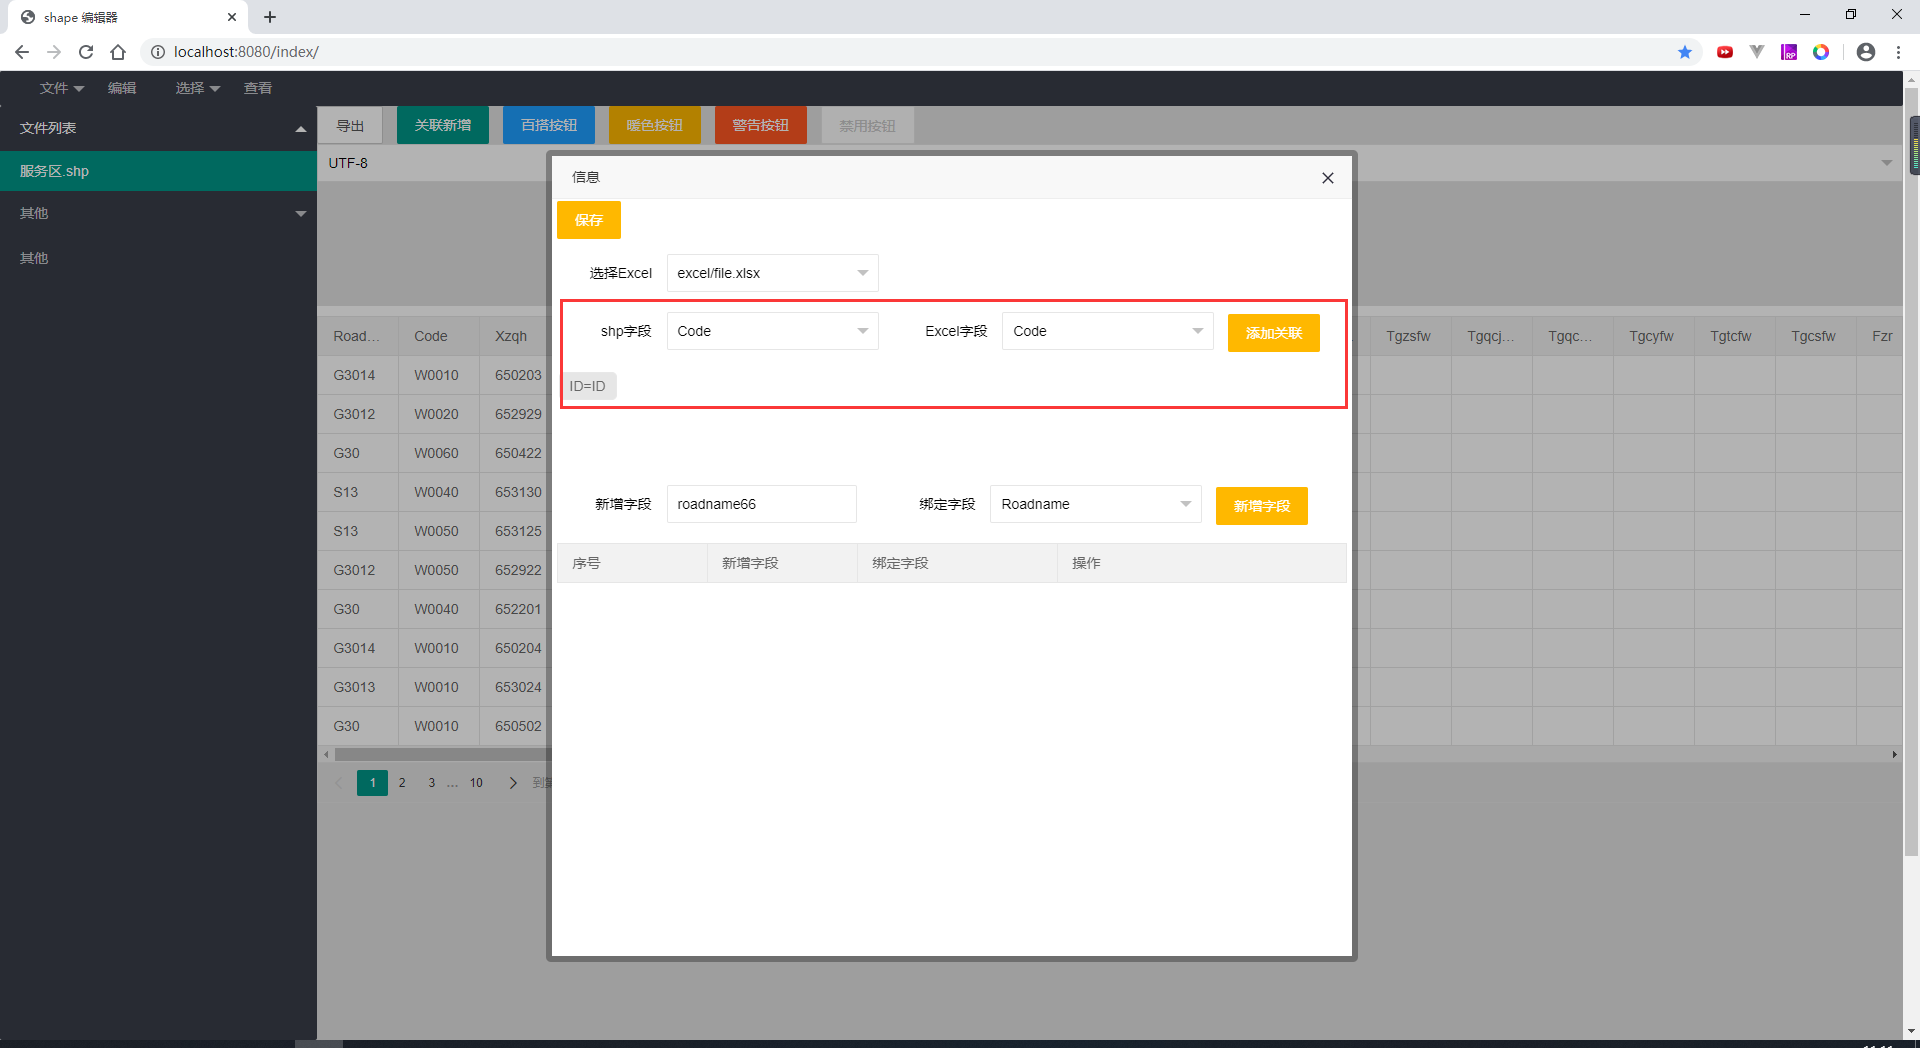 shape 编辑器
localhost:8080/index/
文件 编辑 选择 查看
文件列表
服务区.shp
其他
其他
导出 关联新增 百搭按钮 暖色按钮 警告按钮 禁用按钮
UTF-8
信息
保存
选择Excel excel/file.xlsx
shp字段 Code Excel字段 Code 添加关联
ID=ID
新增字段 roadname66 绑定字段 Roadname 新增字段
序号 新增字段 绑定字段 操作
Road... Code Xzqh Tgzsfw Tgqcj... Tgqc... Tgcyfw Tgtcfw Tgcsfw Fzr
G3014 W0010 650203
G3012 W0020 652929
G30 W0060 650422
S13 W0040 653130
S13 W0050 653125
G3012 W0050 652922
G30 W0040 652201
G3014 W0010 650204
G3013 W0010 653024
G30 W0010 650502
1 2 3 ... 10 到